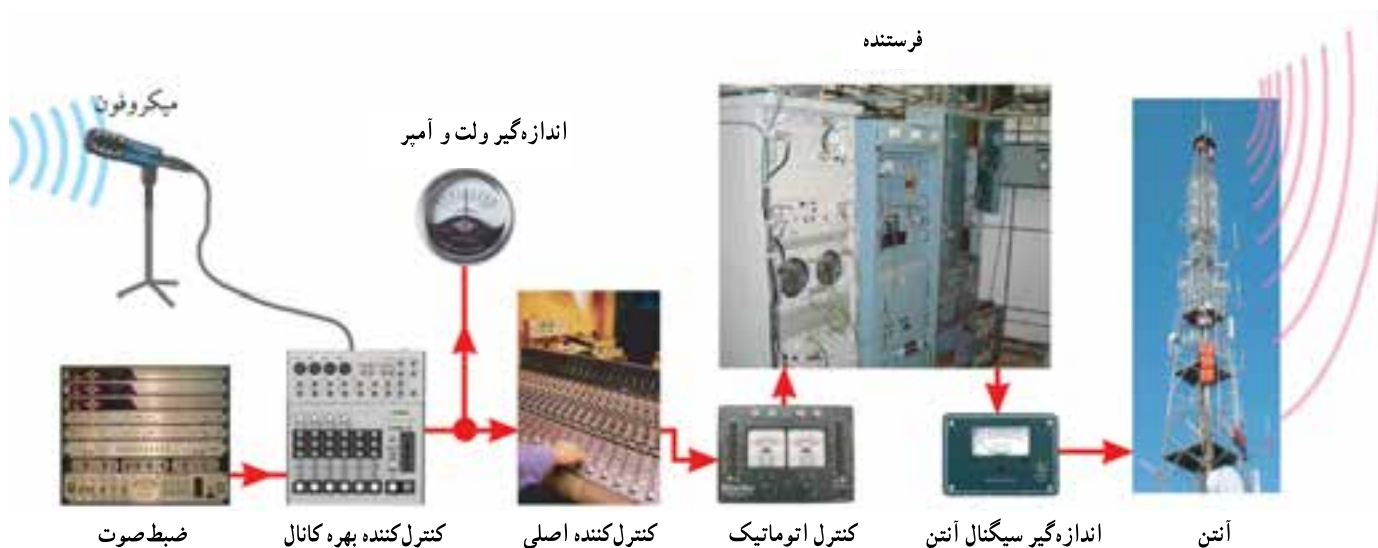 فرستنده
میکروفون
اندازه‌گیر ولت و آمپر
ضبط‌صوت
کنترل‌کننده بهره کانال
کنترل‌کننده اصلی
کنترل اتوماتیک
اندازه‌گیر سیگنال آنتن
آنتن